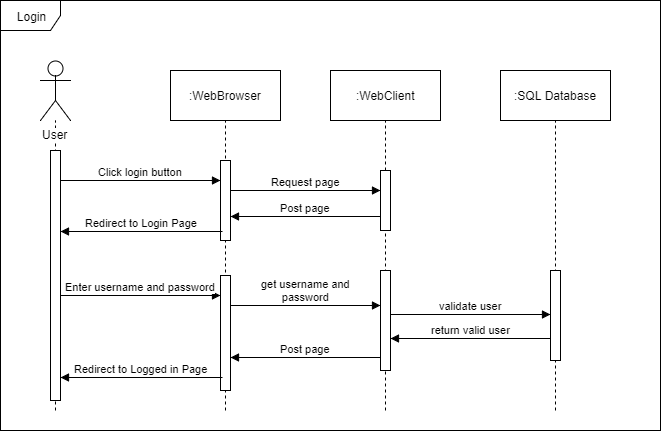 Login
:WebBrowser
:WebClient
:SQL Database
User
Click login button
Request page
Post page
Redirect to Login Page
Enter username and password
get username and
password
validate user
return valid user
Post page
Redirect to Logged in Page